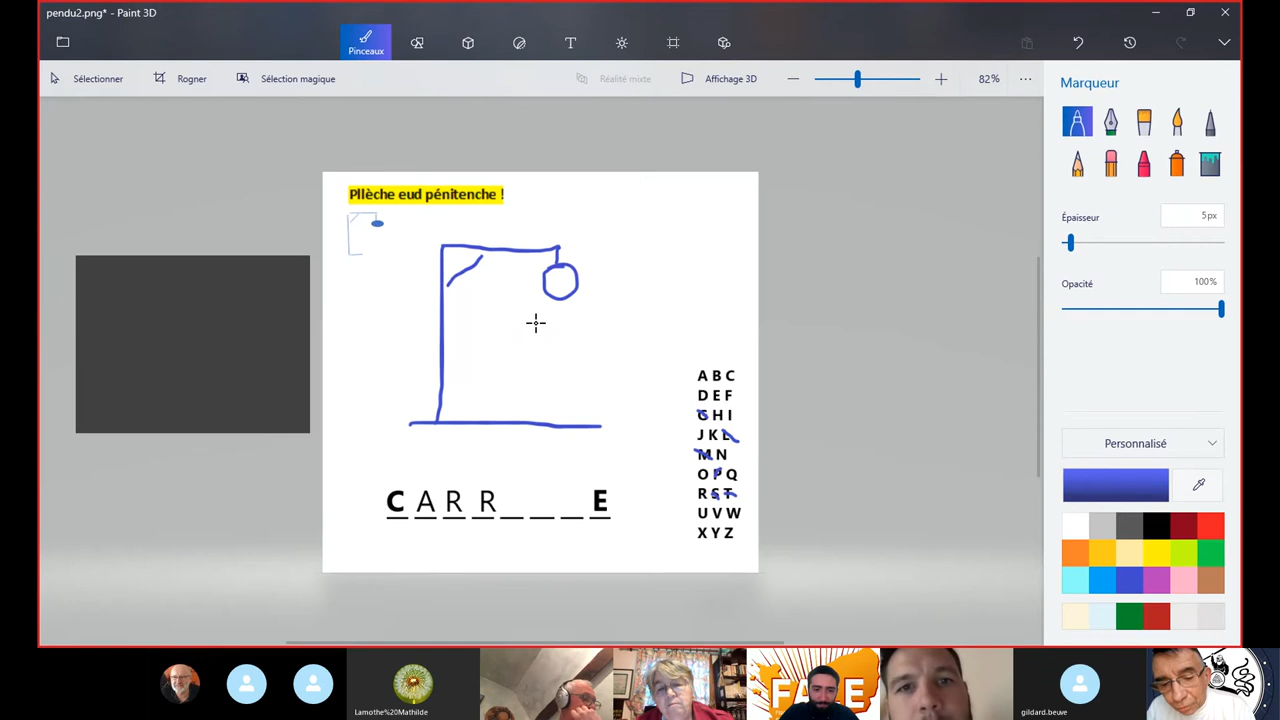 pendu2.png* - Paint 3D
Pinceaux
Sélectionner
Rogner
Sélection magique
Réalité mixte
Affichage 3D
82%
Marqueur
Épaisseur
5px
Opacité
100%
Personnalisé
Pllèche eud pénitenche !
A B C
D E F
G H I
J K L
M N
O P Q
R S T
U V W
X Y Z
C A R R _ _ _ E
Lamothe%20Mathilde
gildard.beuve